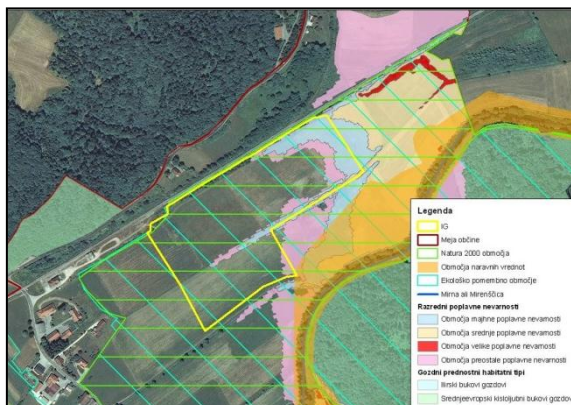 Legenda
IG
Meja občine
Natura 2000 območja
Območja naravnih vrednot
Ekološko pomembno območje
Mirna ali Mirenščica
Razredni poplavne nevarnosti
Območja majhne poplavne nevarnosti
Območja srednje poplavne nevarnosti
Območja velike poplavne nevarnosti
Območja preostale poplavne nevarnosti
Gozdni prednostni habitatni tipi
Ilirski bukovi gozdovi
Srednjeevropski kisloljubni bukovi gozdov